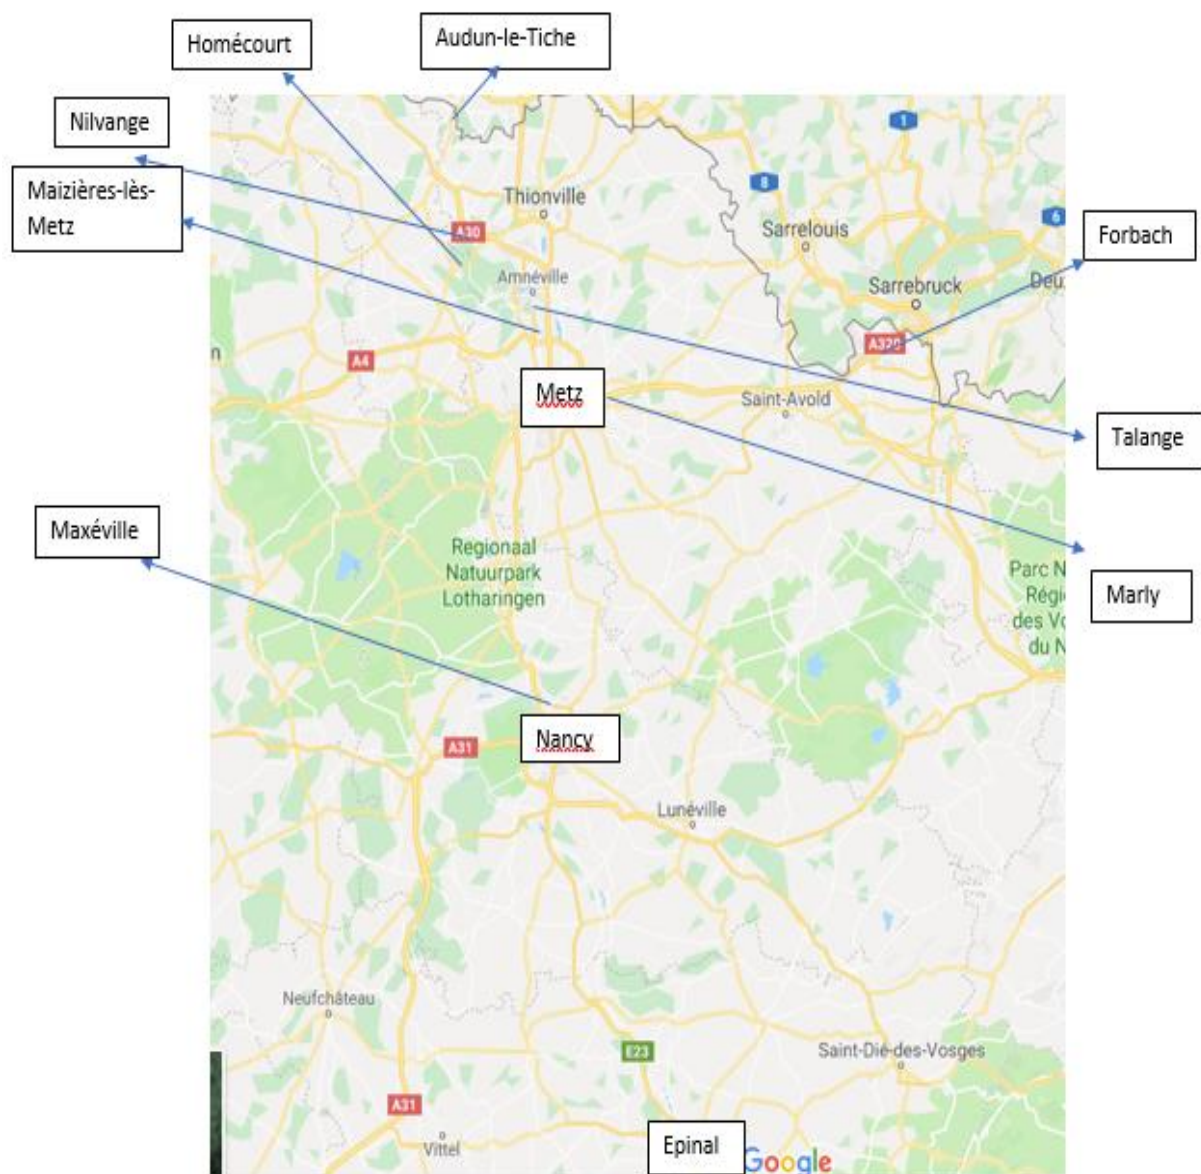 Homécourt
Audun-le-Tiche
Nilvange
1
Maizières-lès-
Metz
Thionville
8
6
A30
Sarrelouis
Forbach
Amnéville
Sarrebruck
A320
n
A4
Metz
Saint-Avold
Talange
Maxéville
Regionaal
Natuurpark
Lotharingen
Parc N
Régi
des Vo
du N
Marly
A31
Nancy
Lunéville
Neufchâteau
E23
Saint-Dié-des-Vosges
A31
Vittel
Epinal
Google